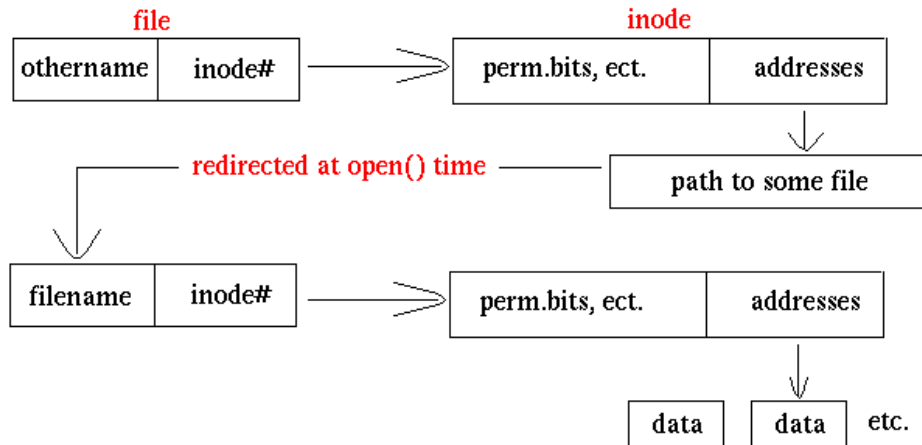 file inode
othername inode# perm.bits, ect. addresses
redirected at open() time path to some file
filename inode# perm.bits, ect. addresses
data data etc.